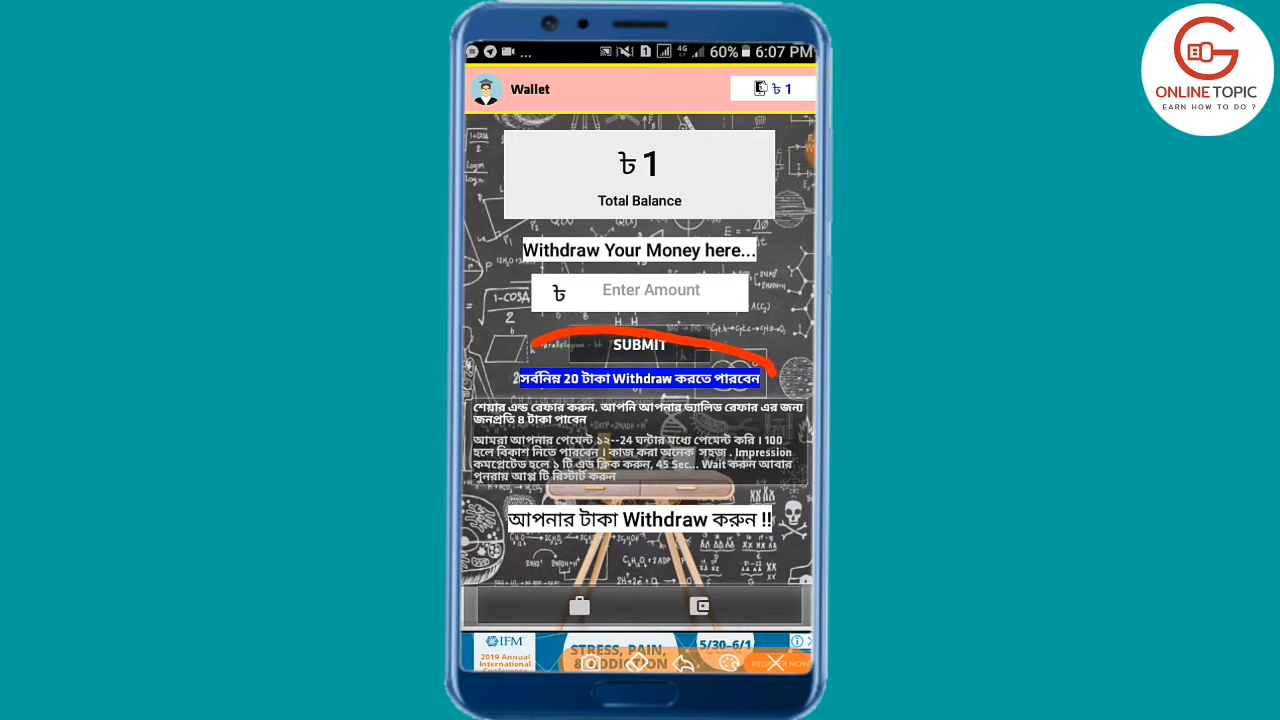 ... 4G 60% 6:07 PM
Wallet
৳ 1
ONLINE TOPIC
EARN HOW TO DO ?
৳ 1
Total Balance
Withdraw Your Money here...
৳ Enter Amount
SUBMIT
সর্বনিম্ন 20 টাকা Withdraw করতে পারবেন
শেয়ার এন্ড রেফার করুন. আপনি আপনার ভ্যালিড রেফার এর জন্য
জনপ্রতি ৪ টাকা পাবেন
আমরা আপনার পেমেন্ট ১২--24 ঘন্টার মধ্যে পেমেন্ট করি। 100
হলে বিকাশ নিতে পারবেন। কাজ করা অনেক সহজ. Impression
কমপ্লেটেড হলে ১ টি এড ক্লিক করুন, 45 Sec... Wait করুন আবার
পুনরায় আপ্প টি রিস্টার্ট করুন
আপনার টাকা Withdraw করুন !!
IFM
2019 Annual
International
STRESS, PAIN,
& ADDICTION
5/30–6/1
REGISTER NOW